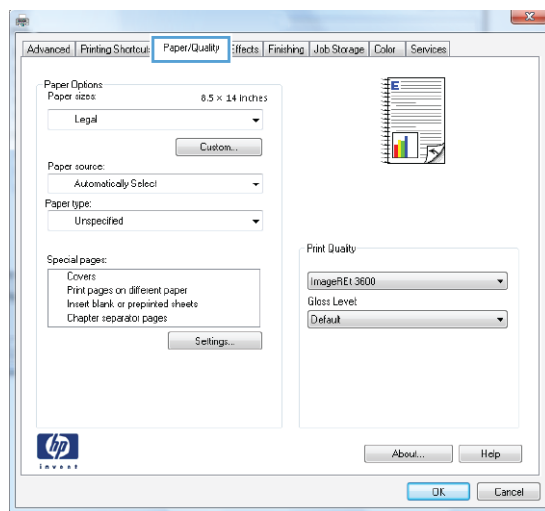 Advanced Printing Shortcuts Paper/Quality Effects Finishing Job Storage Color Services
Paper Options
Paper sizes: 8.5 × 14 inches
Legal
Custom...
Paper source:
Automatically Select
Paper type:
Unspecified
Special pages:
Covers
Print pages on different paper
Insert blank or preprinted sheets
Chapter separator pages
Settings...
E
Print Quality
ImageREt 3600
Gloss Level:
Default
hp
invent
About... Help
OK Cancel